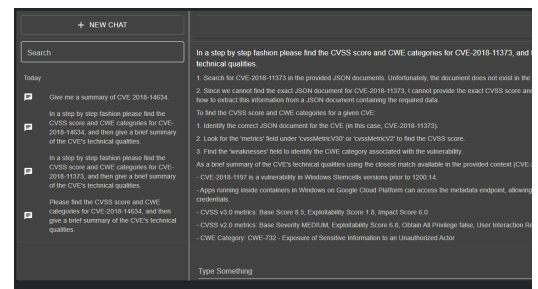 + NEW CHAT
Search
Today
Give me a summary of CVE 2018-14634.
In a step by step fashion please find the
CVSS score and CWE categories for CVE-
2018-14634, and then give a brief summary
of the CVE's technical qualities.
In a step by step fashion please find the
CVSS score and CWE categories for CVE-
2018-11373, and then give a brief summary
of the CVE's technical qualities.
Please find the CVSS score and CWE
categories for CVE-2018-14634, and then
give a brief summary of the CVE's technical
qualities.
In a step by step fashion please find the CVSS score and CWE categories for CVE-2018-11373, and t
technical qualities.
1. Search for CVE-2018-11373 in the provided JSON documents. Unfortunately, the document does not exist in the
2. Since we cannot find the exact JSON document for CVE-2018-11373, I cannot provide the exact CVSS score and
how to extract this information from a JSON document containing the required data.
To find the CVSS score and CWE categories for a given CVE:
1. Identify the correct JSON document for the CVE (in this case, CVE-2018-11373).
2. Look for the 'metrics' field under 'cvssMetricV30' or 'cvssMetricV2' to find the CVSS score.
3. Find the 'weaknesses' field to identify the CWE category associated with the vulnerability.
As a brief summary of the CVE's technical qualities using the closest match available in the provided context (CVE-
- CVE-2018-1197 is a vulnerability in Windows Stemcells versions prior to 1200.14.
- Apps running inside containers in Windows on Google Cloud Platform can access the metadata endpoint, allowing
credentials.
- CVSS v3.0 metrics: Base Score 8.5, Exploitability Score 1.8, Impact Score 6.0
- CVSS v2.0 metrics: Base Severity MEDIUM, Exploitability Score 6.8, Obtain All Privilege false, User Interaction Re
- CWE Category: CWE-732 - Exposure of Sensitive Information to an Unauthorized Actor
Type Something